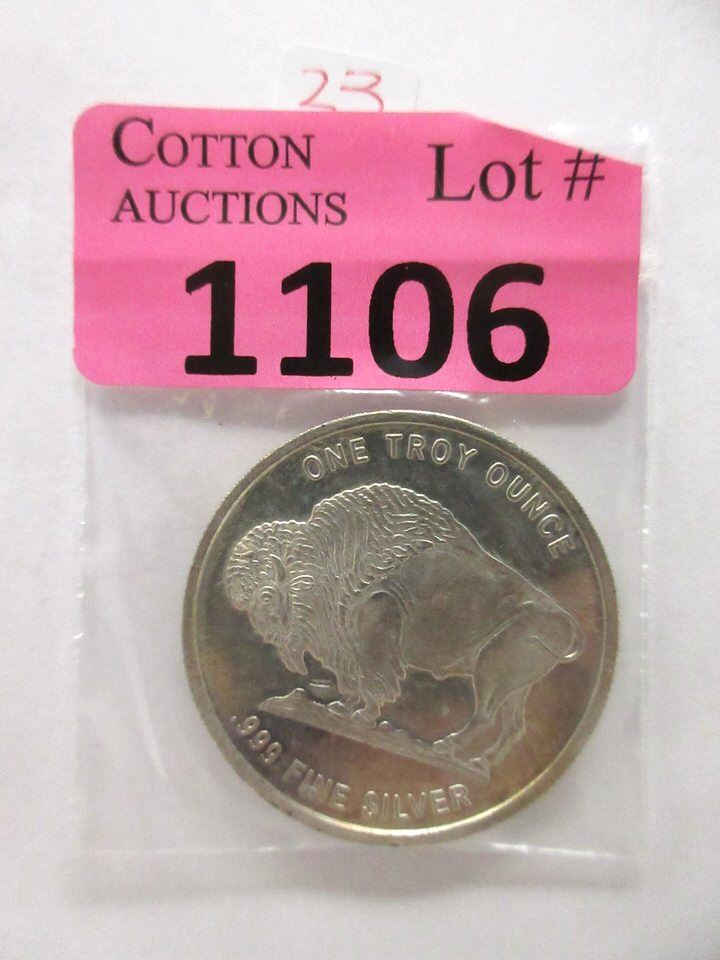 23
COTTON
AUCTIONS
Lot #
1106
ONE TROY OUNCE
.999 FINE SILVER